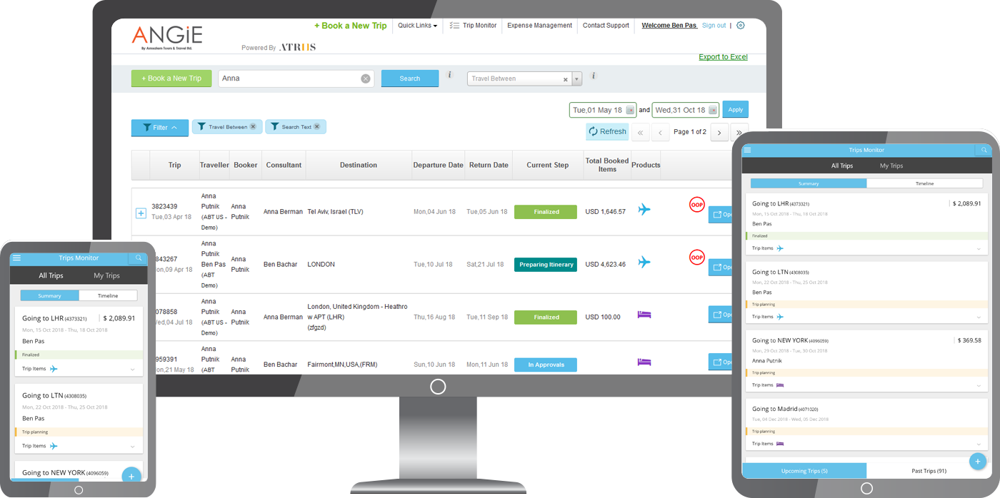 ANGiE
By Amsalem Tours & Travel ltd.
Powered By ATRIIS
+ Book a New Trip
Quick Links
Trip Monitor
Expense Management
Contact Support
Welcome Ben Pas
Sign out |
Export to Excel
+ Book a New Trip
Anna
Search
i
Travel Between
i
Tue,01 May 18 and Wed,31 Oct 18 Apply
Filter
Travel Between
Search Text
Refresh « ‹ Page 1 of 2 › »
Trip Traveller Booker Consultant Destination Departure Date Return Date Current Step Total Booked Items Products
3823439
Tue,03 Apr 18
Anna
Putnik
(ABT US -
Demo)
Anna
Putnik
Anna Berman
Tel Aviv, Israel (TLV)
Mon,04 Jun 18
Tue,05 Jun 18
Finalized
USD 1,646.57
OOP
Ope
843267
on,09 Apr 18
Anna
Putnik
Ben Pas
(ABT
Demo)
Anna
Putnik
Ben Bachar
LONDON
Tue,10 Jul 18
Sat,21 Jul 18
Preparing Itinerary
USD 4,623.46
OOP
Ope
078858
Ved,04 Jul 18
Anna
Putnik
(ABT US -
Demo)
Anna
Putnik
Anna Berman
London, United Kingdom - Heathro
w APT (LHR)
(zfgzd)
Thu,16 Aug 18
Tue,11 Sep 18
Finalized
USD 100.00
Ope
959391
on,21 May 18
Anna
Putnik
(ABT
Anna
Putnik
Ben Bachar
Fairmont,MN,USA,(FRM)
Sun,10 Jun 18
Mon,11 Jun 18
In Approvals
Ope
Trips Monitor
All Trips My Trips
Summary Timeline
Going to LHR (4373321) | $ 2,089.91
Mon, 15 Oct 2018 - Thu, 18 Oct 2018
Ben Pas
Finalized
Trip Items
Going to LTN (4308035)
Mon, 22 Oct 2018 - Thu, 25 Oct 2018
Ben Pas
Trip planning
Trip Items
Going to NEW YORK (4096059)
+
Trips Monitor
All Trips My Trips
Summary Timeline
Going to LHR (4373321) | $ 2,089.91
Mon, 15 Oct 2018 - Thu, 18 Oct 2018
Ben Pas
Finalized
Trip Items
Going to LTN (4308035)
Mon, 22 Oct 2018 - Thu, 25 Oct 2018
Ben Pas
Trip planning
Trip Items
Going to NEW YORK (4096059) | $ 369.58
Mon, 29 Oct 2018 - Tue, 30 Oct 2018
Anna Putnik
Trip planning
Trip Items
Going to Madrid (4071020)
Tue, 04 Dec 2018 - Wed, 05 Dec 2018
Trip planning
Trip Items
+
Upcoming Trips (5) Past Trips (91)